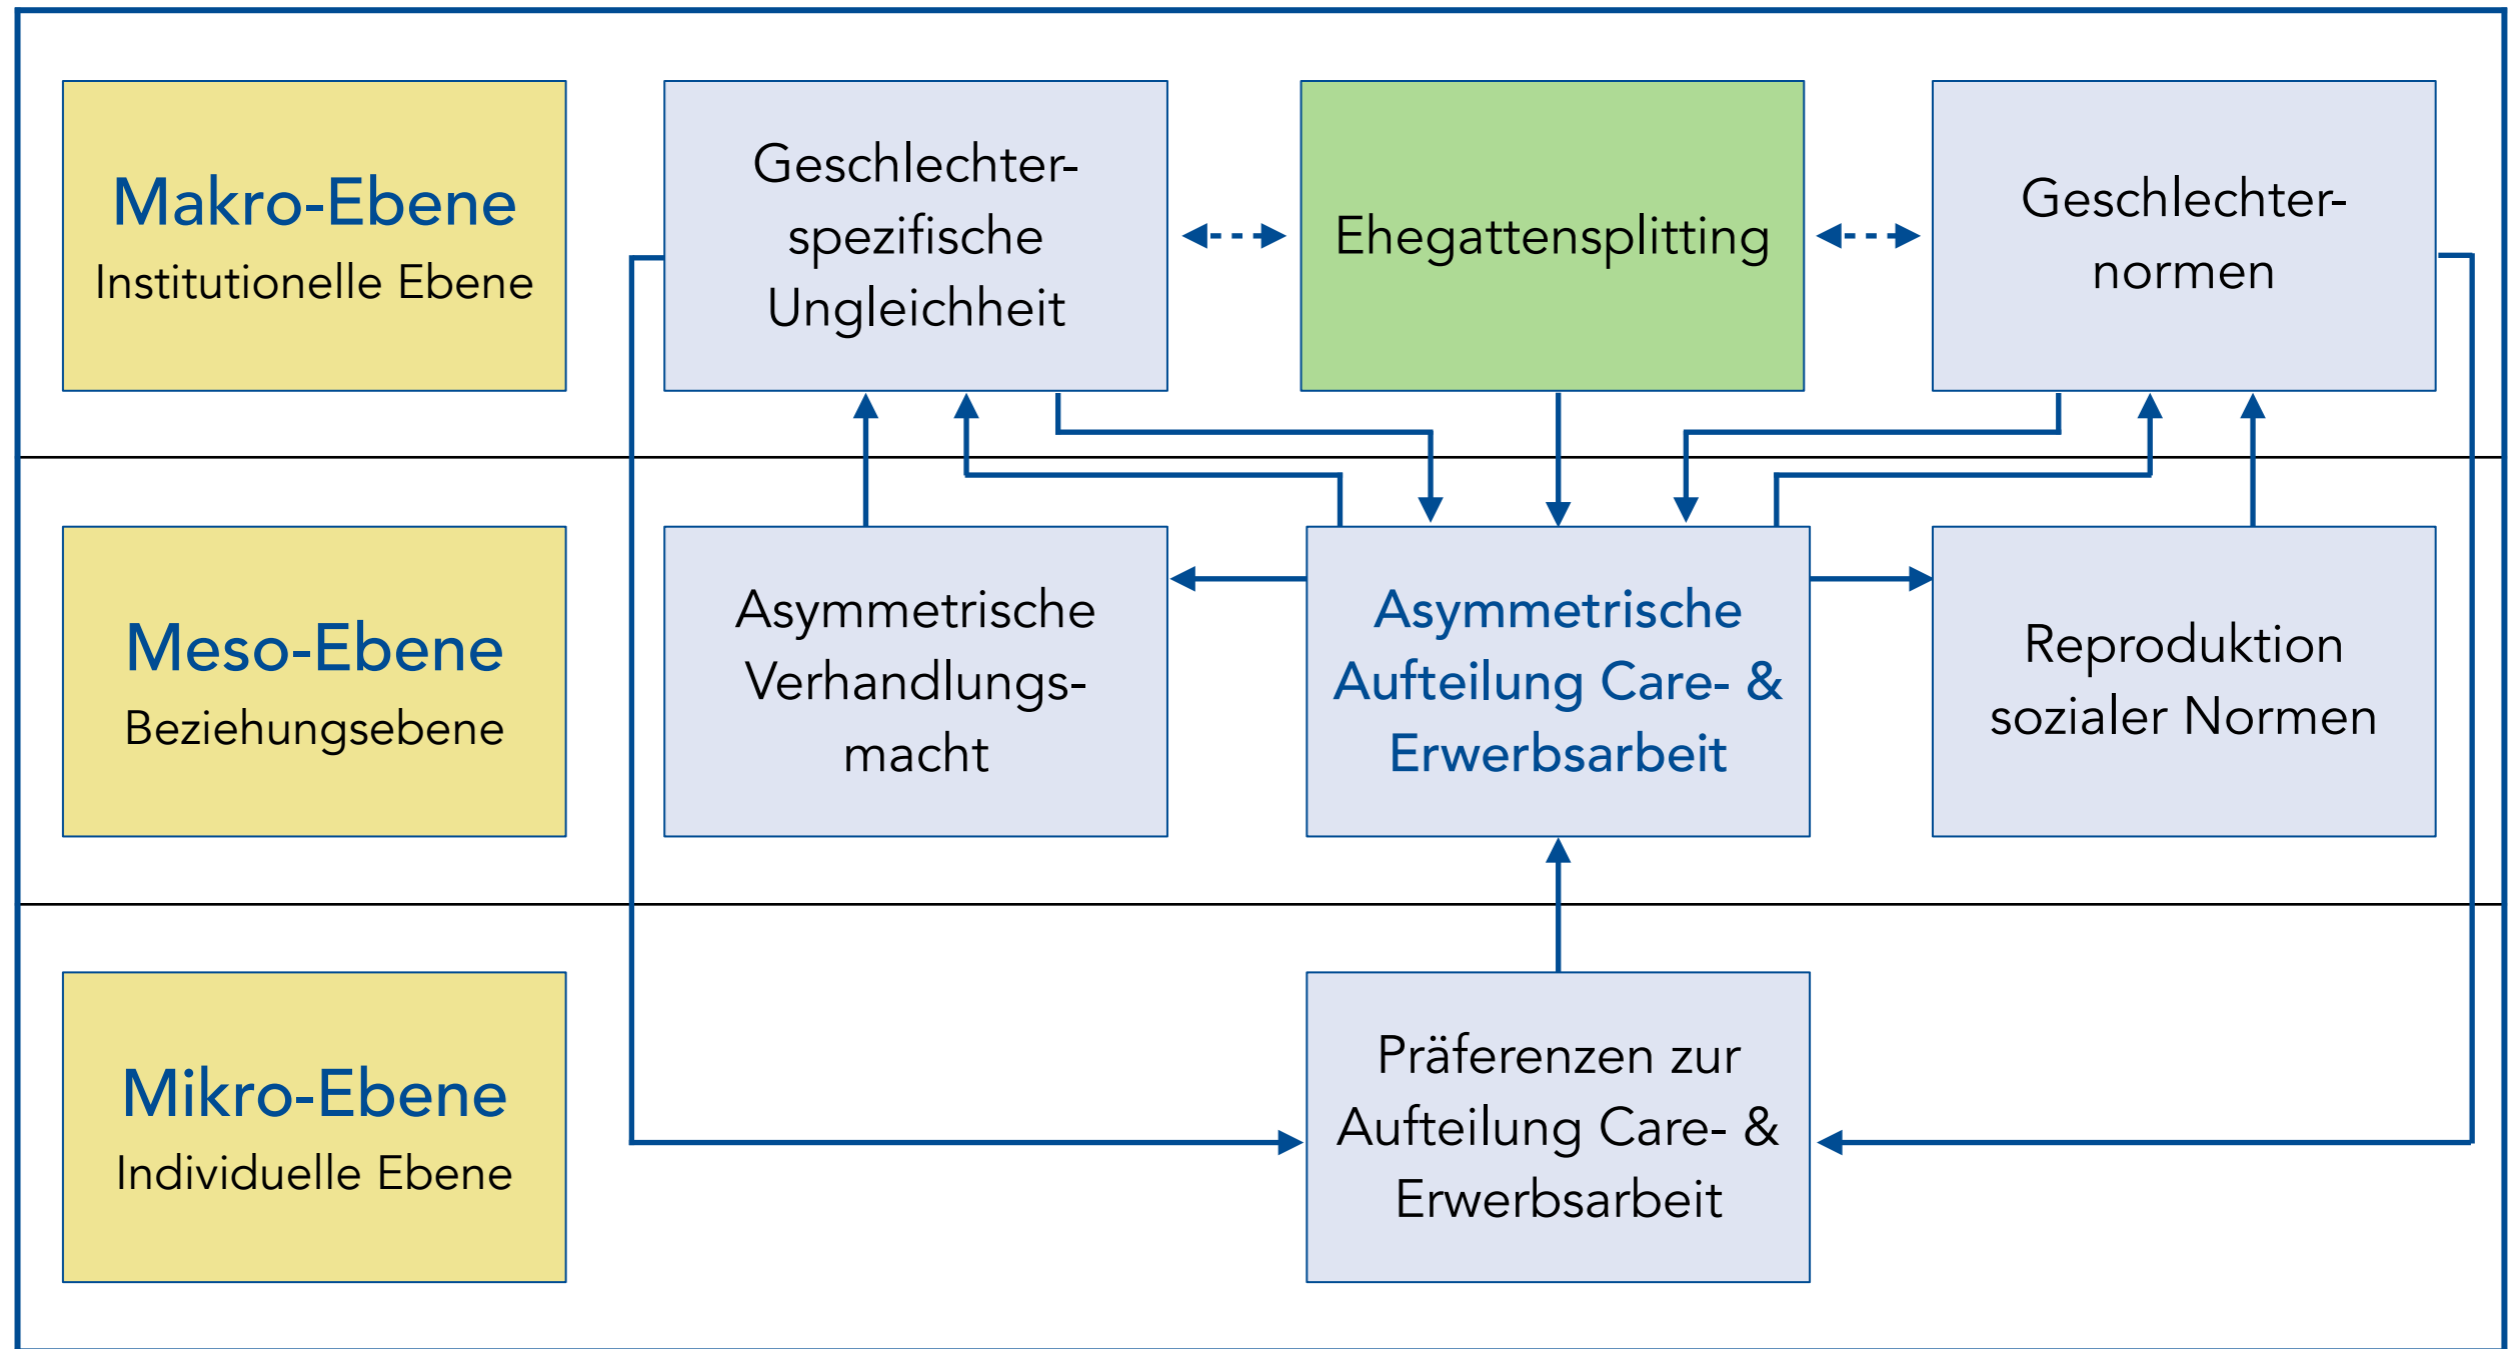 Makro-Ebene
Institutionelle Ebene
Geschlechter-
spezifische
Ungleichheit
Ehegattensplitting
Geschlechter-
normen
Meso-Ebene
Beziehungsebene
Asymmetrische
Verhandlungs-
macht
Asymmetrische
Aufteilung Care- &
Erwerbsarbeit
Reproduktion
sozialer Normen
Mikro-Ebene
Individuelle Ebene
Präferenzen zur
Aufteilung Care- &
Erwerbsarbeit